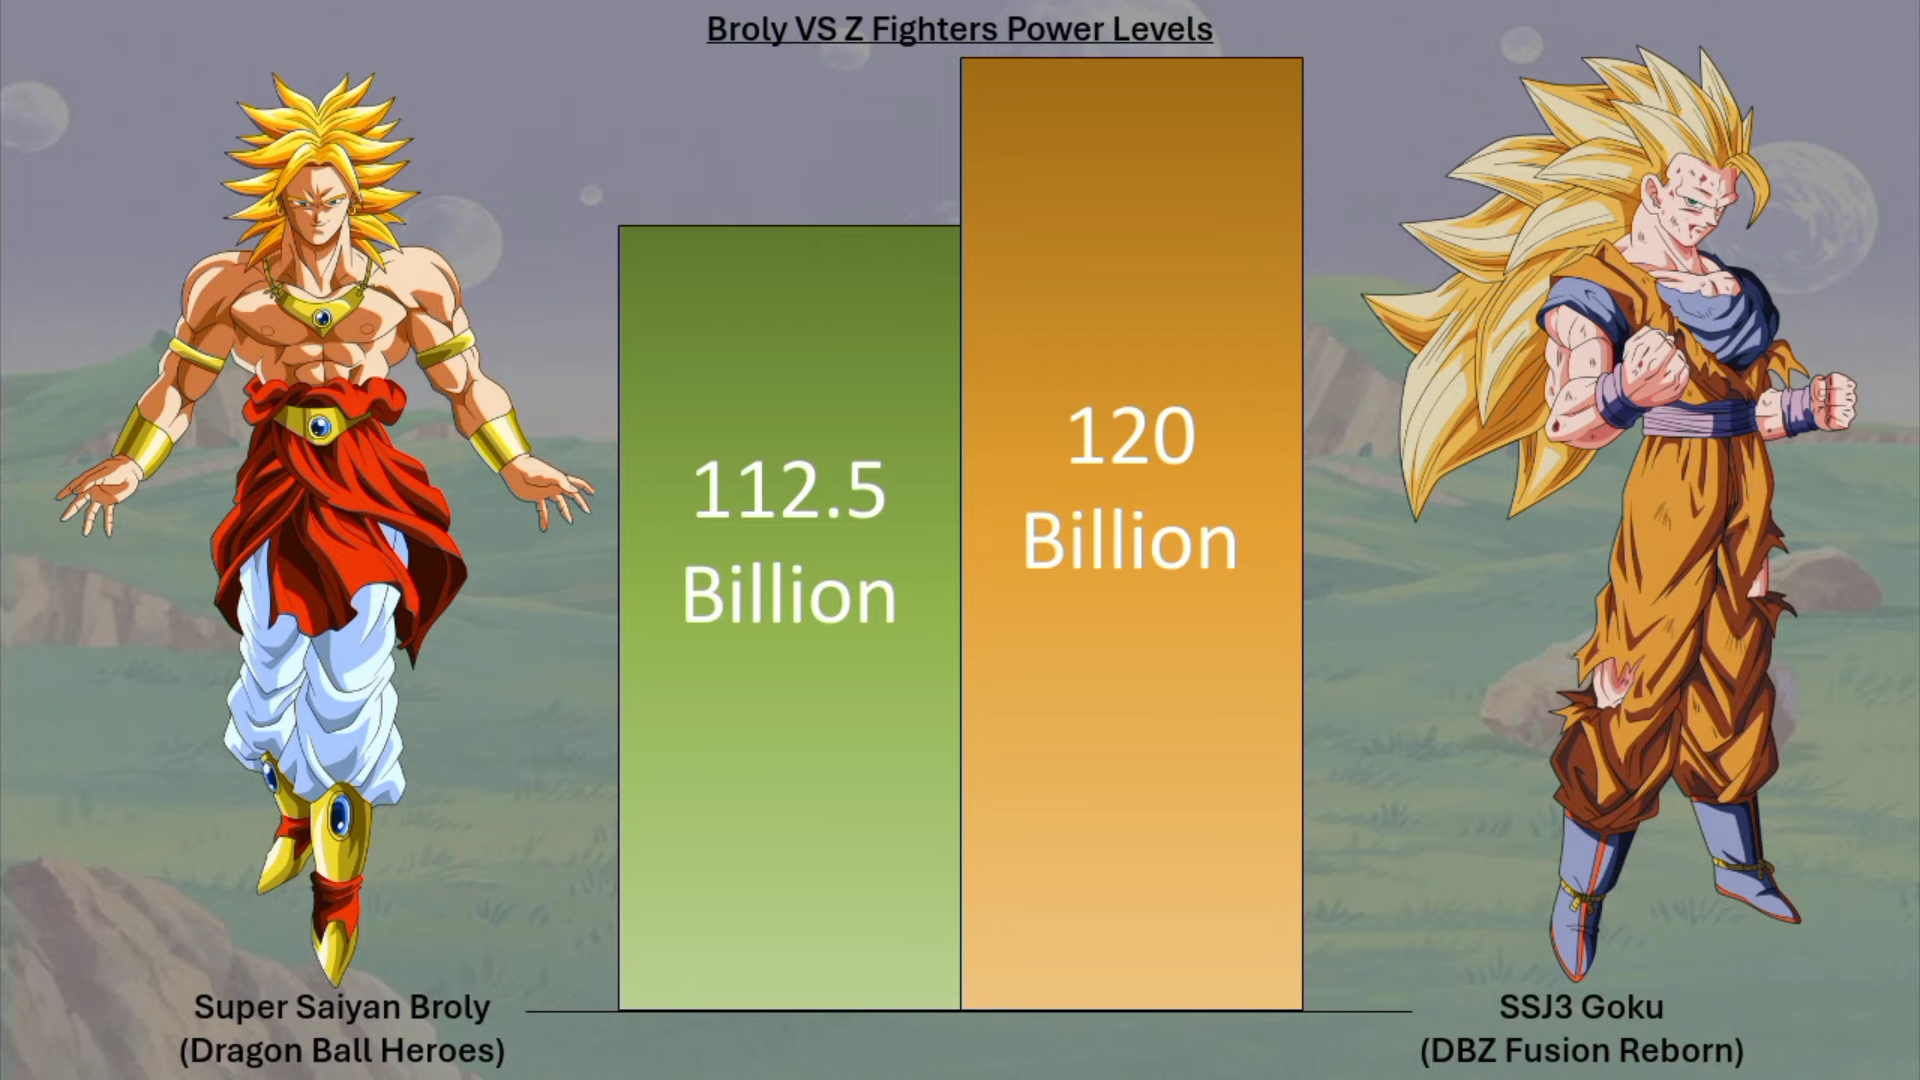 Broly VS Z Fighters Power Levels
112.5
Billion
120
Billion
Super Saiyan Broly
(Dragon Ball Heroes)
SSJ3 Goku
(DBZ Fusion Reborn)